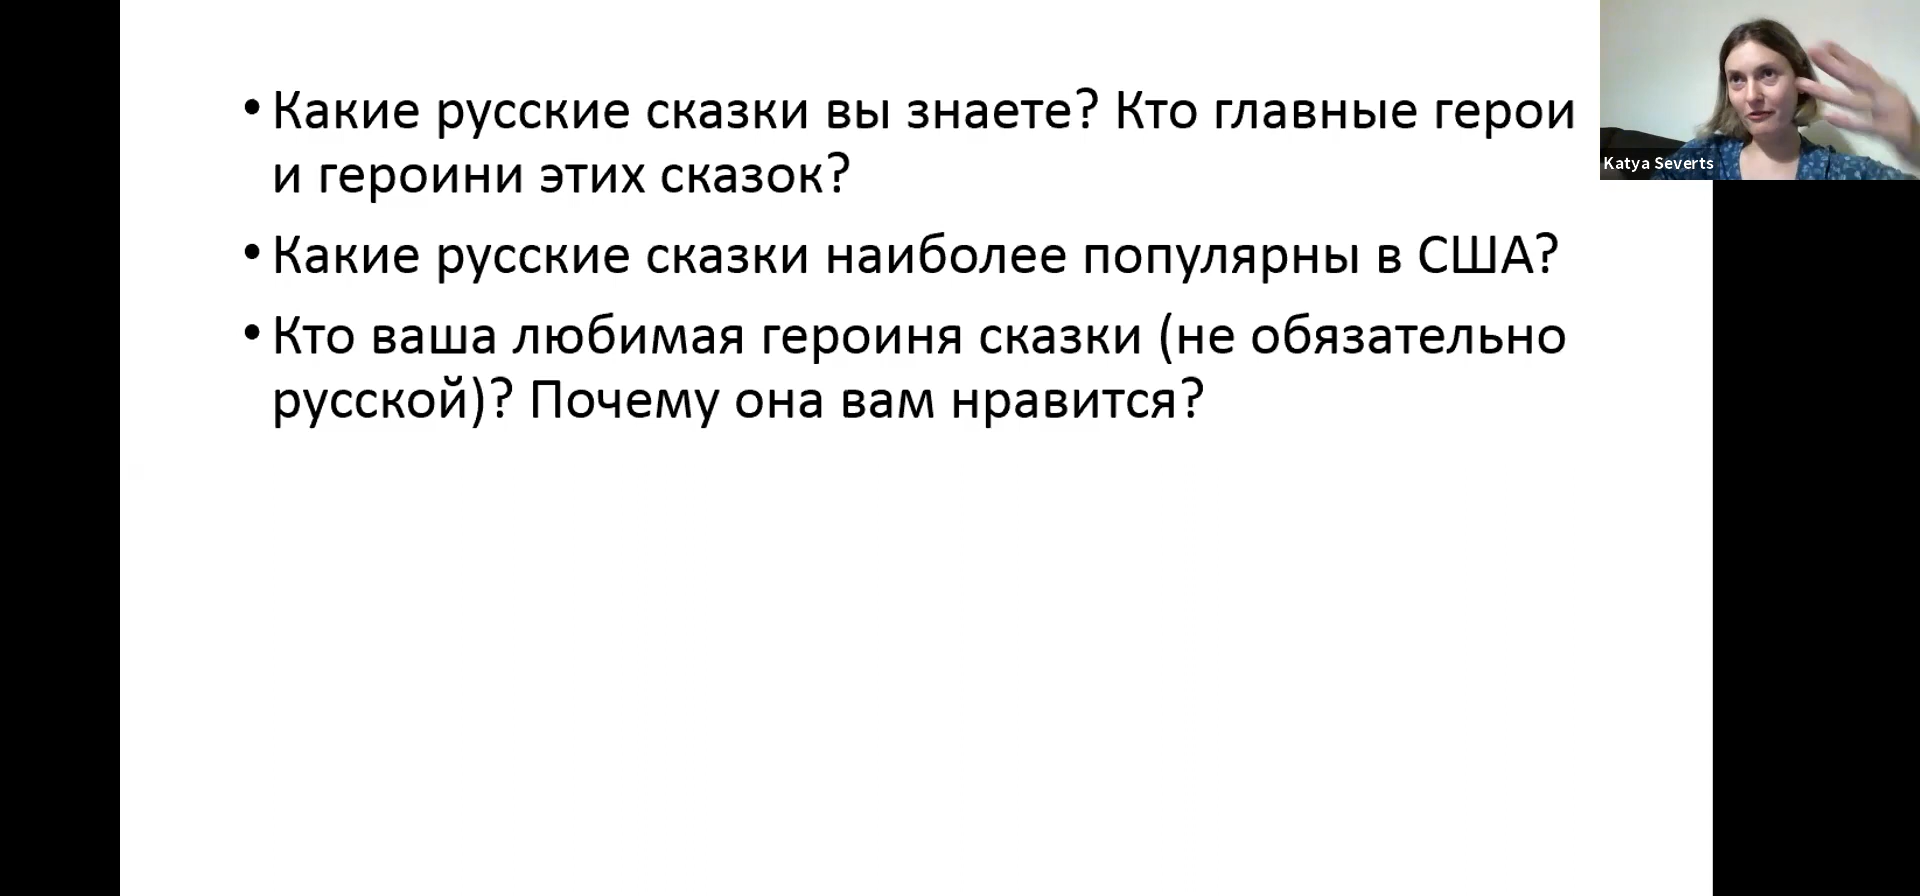 • Какие русские сказки вы знаете? Кто главные герои
и героини этих сказок?
• Какие русские сказки наиболее популярны в США?
• Кто ваша любимая героиня сказки (не обязательно
русской)? Почему она вам нравится?
Katya Severts